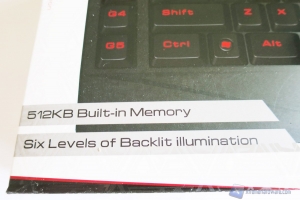 G4 Shift Z X
G5 Ctrl Alt
512KB Built-in Memory
Six Levels of Backlit illumination